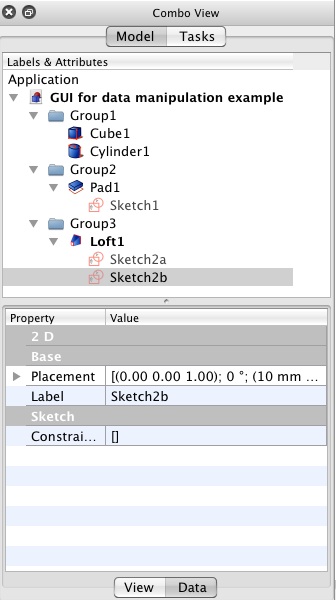 Combo View
Model Tasks
Labels & Attributes
Application
GUI for data manipulation example
Group1
Cube1
Cylinder1
Group2
Pad1
Sketch1
Group3
Loft1
Sketch2a
Sketch2b
Property Value
2 D
Base
Placement [(0.00 0.00 1.00); 0 °; (10 mm ...
Label Sketch2b
Sketch
Constrai... []
View Data